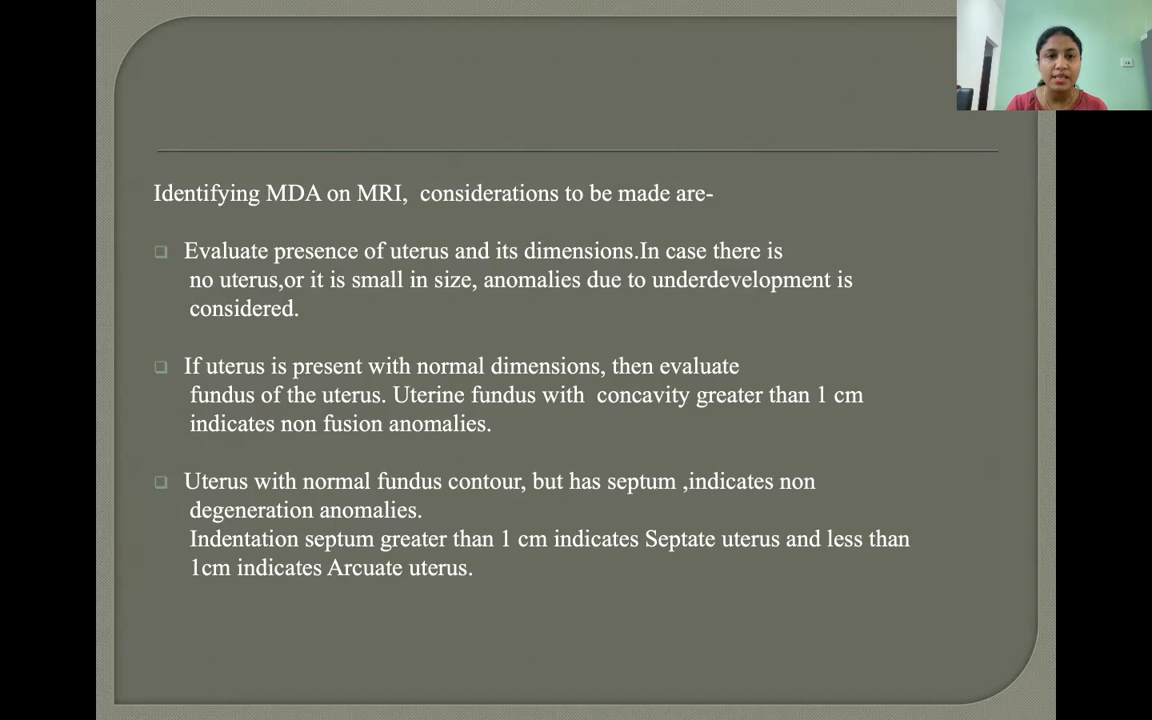 Identifying MDA on MRI,  considerations to be made are-
Evaluate presence of uterus and its dimensions.In case there is
no uterus,or it is small in size, anomalies due to underdevelopment is
considered.
If uterus is present with normal dimensions, then evaluate
fundus of the uterus. Uterine fundus with  concavity greater than 1 cm
indicates non fusion anomalies.
Uterus with normal fundus contour, but has septum ,indicates non
degeneration anomalies.
Indentation septum greater than 1 cm indicates Septate uterus and less than
1cm indicates Arcuate uterus.